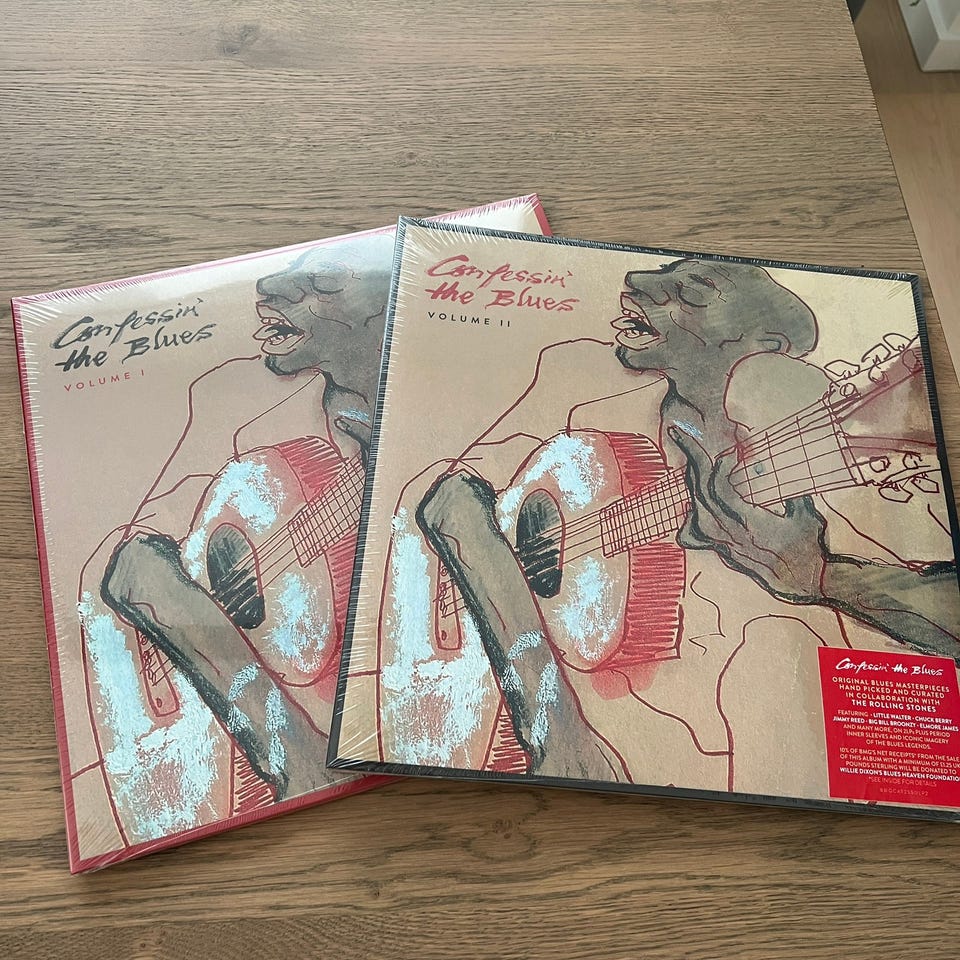 Confessin'
the Blues
VOLUME I
Confessin'
the Blues
VOLUME II
Confessin' the Blues
ORIGINAL BLUES MASTERPIECES
HAND PICKED AND CURATED
IN COLLABORATION WITH
THE ROLLING STONES
FEATURING • LITTLE WALTER • CHUCK BERRY
JIMMY REED • BIG BILL BROONZY • ELMORE JAMES
AND MANY MORE, ON 2LP, PLUS PERIOD
INNER SLEEVES AND ICONIC IMAGERY
OF THE BLUES LEGENDS.
10% OF BMG'S NET RECEIPTS* FROM THE SALE
OF THIS ALBUM WITH A MINIMUM OF £1.25 UK
POUNDS STERLING WILL BE DONATED TO
WILLIE DIXON'S BLUES HEAVEN FOUNDATION
*SEE INSIDE FOR DETAILS